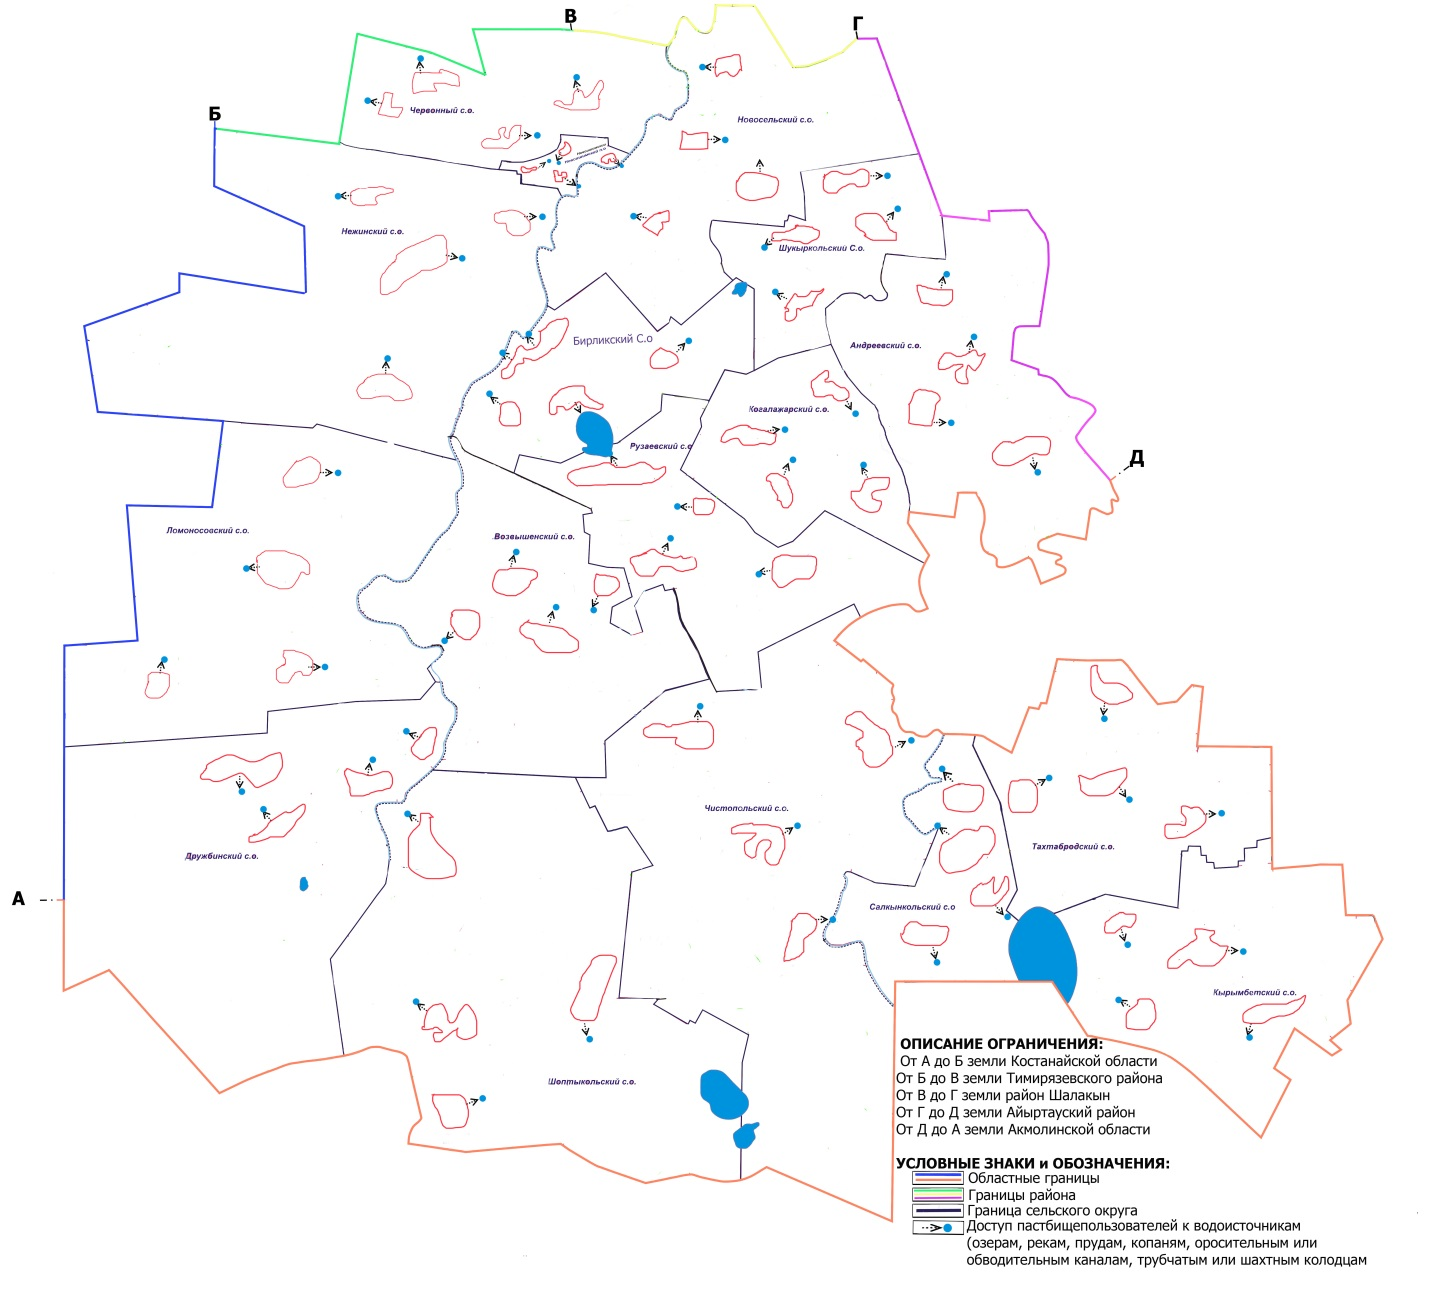 В
Г
Б
Червонный с.о.
Новосельский с.о.
Нежинский с.о.
Шукыркольский С.о.
Бирликский С.о
Андреевский с.о.
Когалажарский с.о.
Рузаевский с.о
Д
Ломоносовский с.о.
Возвышенский с.о.
Чистопольский с.о.
Тахтабродский с.о.
Дружбинский с.о.
А
Салкынкольский с.о
Кырымбетский с.о.
Шоптыкольский с.о.
ОПИСАНИЕ ОГРАНИЧЕНИЯ:
От А до Б земли Костанайской области
От Б до В земли Тимирязевского района
От В до Г земли район Шалакын
От Г до Д земли Айыртауский район
От Д до А земли Акмолинской области
УСЛОВНЫЕ ЗНАКИ и ОБОЗНАЧЕНИЯ:
Областные границы
Границы района
Граница сельского округа
Доступ пастбищепользователей к водоисточникам
(озерам, рекам, прудам, копаням, оросительным или
обводительным каналам, трубчатым или шахтным колодцам